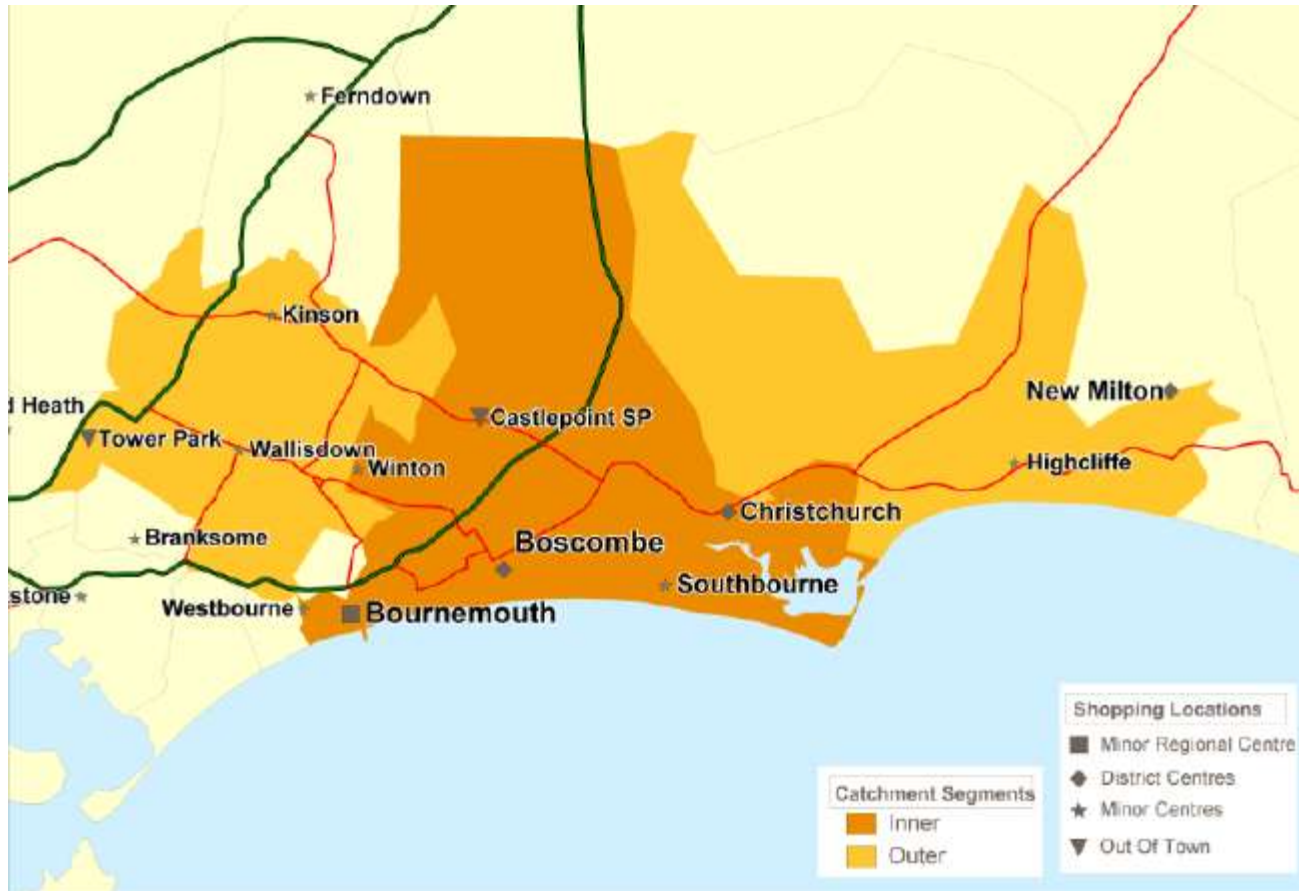 Ferndown
Kinson
New Milton
d Heath
Castlepoint SP
Tower Park
Wallisdown
Winton
Highcliffe
Christchurch
Branksome
Boscombe
Southbourne
stone
Westbourne
Bournemouth
Shopping Locations
Minor Regional Centre
District Centres
Minor Centres
Out Of Town
Catchment Segments
Inner
Outer